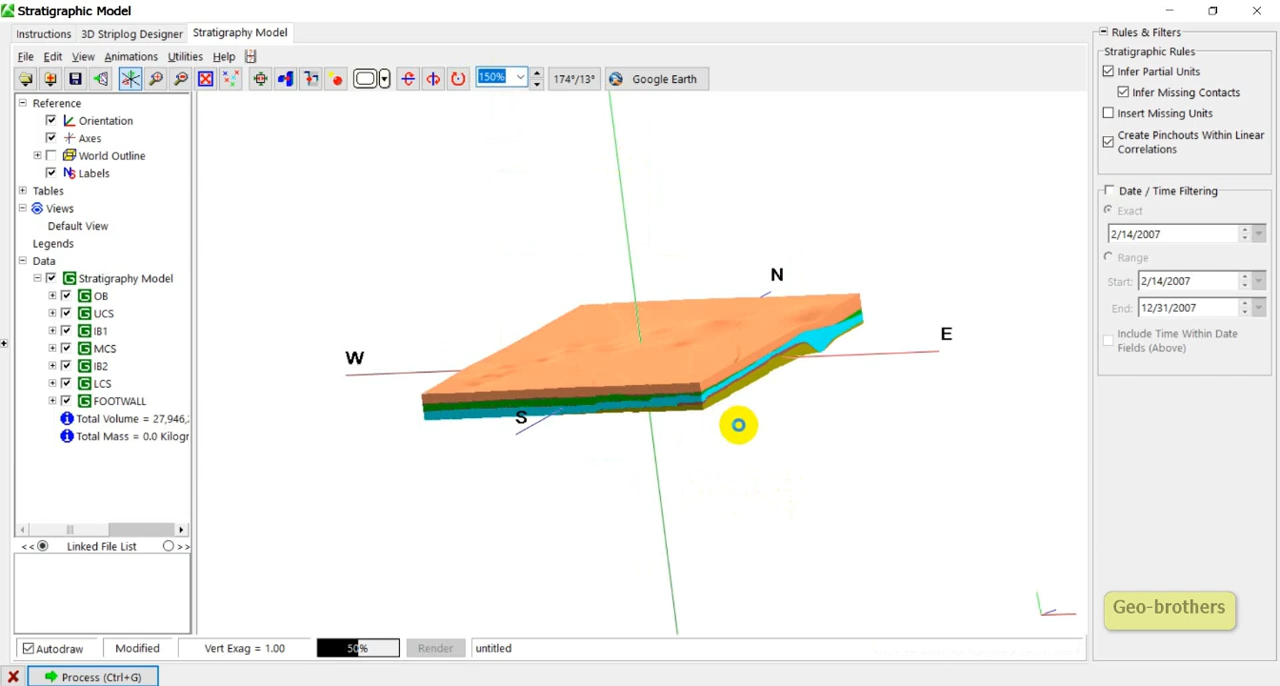 Stratigraphic Model
Instructions
3D Striplog Designer
Stratigraphy Model
File Edit View Animations Utilities Help
150%
174°/13°
Google Earth
Reference
Orientation
Axes
World Outline
Labels
Tables
Views
Default View
Legends
Data
Stratigraphy Model
OB
UCS
IB1
MCS
IB2
LCS
FOOTWALL
Total Volume = 27,946,
Total Mass = 0.0 Kilogr
<< Linked File List >>
N
E
W
S
Rules & Filters
Stratigraphic Rules
Infer Partial Units
Infer Missing Contacts
Insert Missing Units
Create Pinchouts Within Linear
Correlations
Date / Time Filtering
Exact
2/14/2007
Range
Start: 2/14/2007
End: 12/31/2007
Include Time Within Date
Fields (Above)
Geo-brothers
Autodraw
Modified
Vert Exag = 1.00
50%
Render
untitled
Process (Ctrl+G)